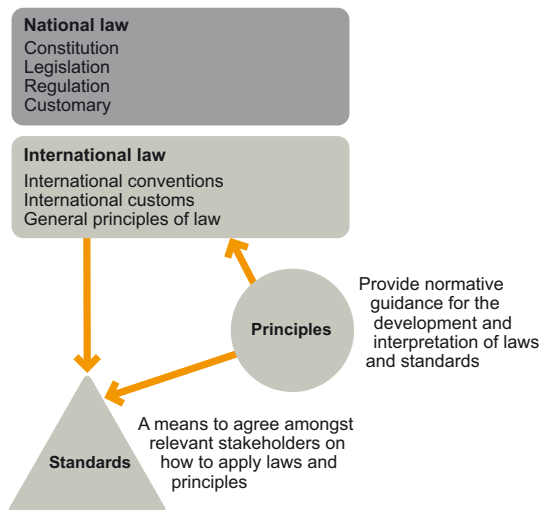 National law
Constitution
Legislation
Regulation
Customary
International law
International conventions
International customs
General principles of law
Principles
Provide normative
guidance for the
development and
interpretation of laws
and standards
Standards
A means to agree amongst
relevant stakeholders on
how to apply laws and
principles